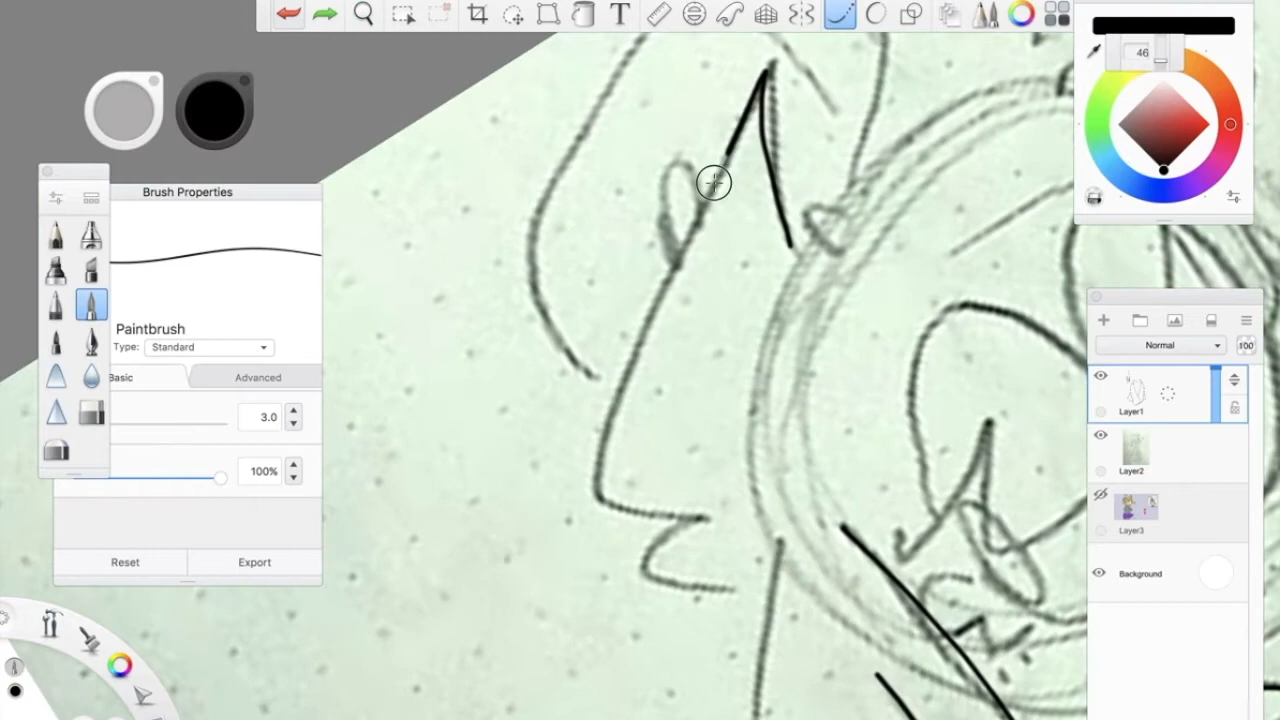 T
46
Brush Properties
Paintbrush
Type: Standard
Basic
Advanced
3.0
100%
Reset
Export
Normal
100
Layer1
Layer2
Layer3
Background